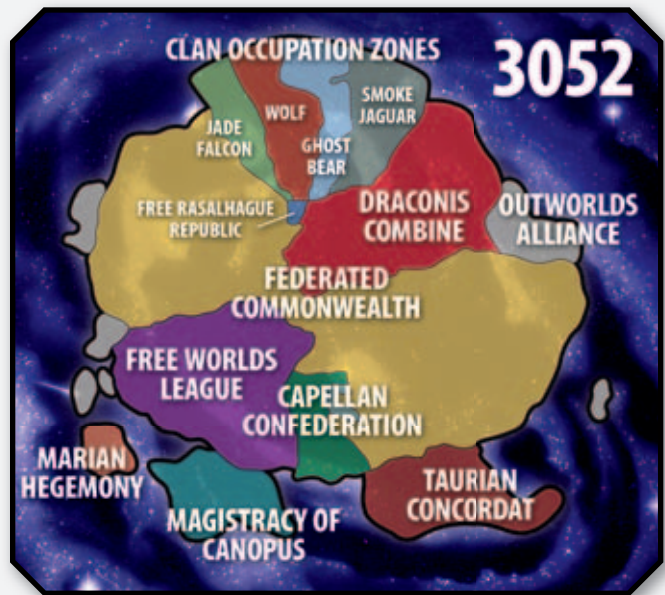 CLAN OCCUPATION ZONES
3052
JADE
FALCON
WOLF
GHOST
BEAR
SMOKE
JAGUAR
FREE RASALHAGUE
REPUBLIC
DRACONIS
COMBINE
OUTWORLDS
ALLIANCE
FEDERATED
COMMONWEALTH
FREE WORLDS
LEAGUE
CAPELLAN
CONFEDERATION
MARIAN
HEGEMONY
MAGISTRACY OF
CANOPUS
TAURIAN
CONCORDAT